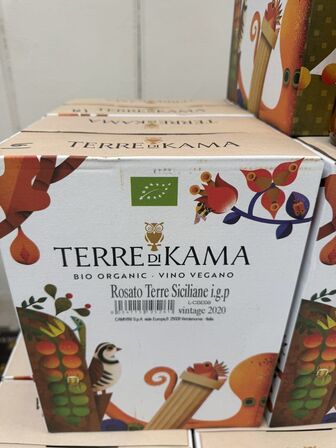 TERRE DI KAMA
TERRE DI KAMA
TERRE DI KAMA
BIO ORGANIC · VINO VEGANO
Rosato Terre Siciliane i.g.p
vintage 2020